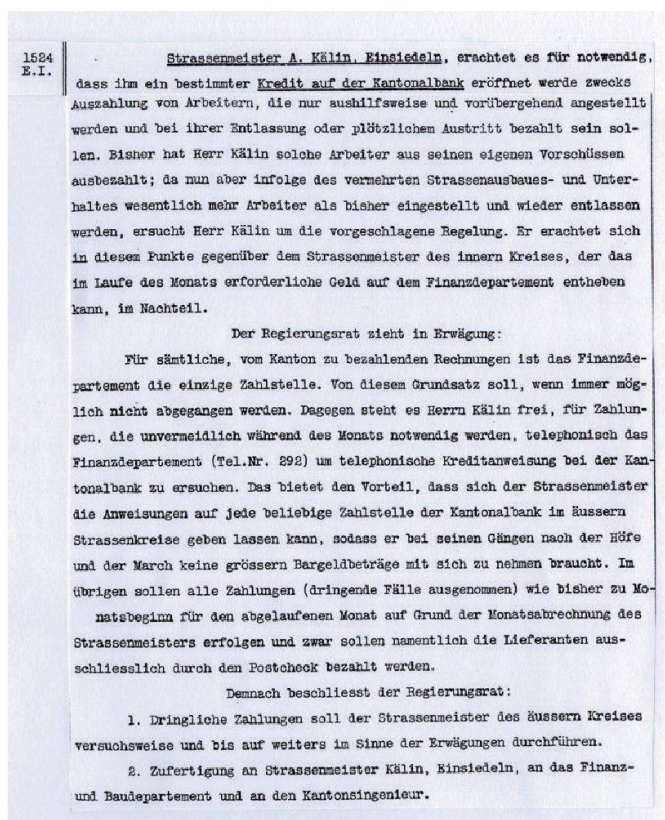 1524
E.I.
Strassenmeister A. Kälin, Einsiedeln, erachtet es für notwendig,
dass ihm ein bestimmter Kredit auf der Kantonalbank eröffnet werde zwecks
Auszahlung von Arbeitern, die nur aushilfsweise und vorübergehend angestellt
werden und bei ihrer Entlassung oder plötzlichem Austritt bezahlt sein sol-
len. Bisher hat Herr Kälin solche Arbeiter aus seinen eigenen Vorschüssen
ausbezahlt; da nun aber infolge des vermehrten Strassenausbaues- und Unter-
haltes wesentlich mehr Arbeiter als bisher eingestellt und wieder entlassen
werden, ersucht Herr Kälin um die vorgeschlagene Regelung. Er erachtet sich
in diesem Punkte gegenüber dem Strassenmeister des innern Kreises, der das
im Laufe des Monats erforderliche Geld auf dem Finanzdepartement entheben
kann, im Nachteil.
Der Regierungsrat zieht in Erwägung:
Für sämtliche, vom Kanton zu bezahlenden Rechnungen ist das Finanzde-
partement die einzige Zahlstelle. Von diesem Grundsatz soll, wenn immer mög-
lich nicht abgegangen werden. Dagegen steht es Herrn Kälin frei, für Zahlun-
gen, die unvermeidlich während des Monats notwendig werden, telephonisch das
Finanzdepartement (Tel.Nr. 292) um telephonische Kreditanweisung bei der Kan-
tonalbank zu ersuchen. Das bietet den Vorteil, dass sich der Strassenmeister
die Anweisungen auf jede beliebige Zahlstelle der Kantonalbank im äussern
Strassenkreise geben lassen kann, sodass er bei seinen Gängen nach der Höfe
und der March keine grössern Bargeldbeträge mit sich zu nehmen braucht. Im
übrigen sollen alle Zahlungen (dringende Fälle ausgenommen) wie bisher zu Mo-
natsbeginn für den abgelaufenen Monat auf Grund der Monatsabrechnung des
Strassenmeisters erfolgen und zwar sollen namentlich die Lieferanten aus-
schliesslich durch den Postcheck bezahlt werden.
Demnach beschliesst der Regierungsrat:
1. Dringliche Zahlungen soll der Strassenmeister des äussern Kreises
versuchsweise und bis auf weiters im Sinne der Erwägungen durchführen.
2. Zufertigung an Strassenmeister Kälin, Einsiedeln, an das Finanz-
und Baudepartement und an den Kantonsingenieur.